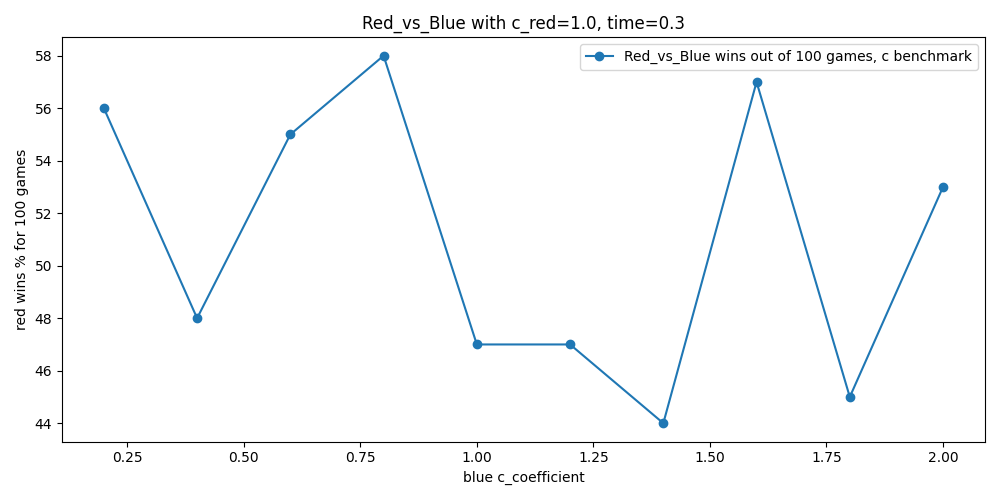 Red_vs_Blue with c_red=1.0, time=0.3
Red_vs_Blue wins out of 100 games, c benchmark
red wins % for 100 games
58
56
54
52
50
48
46
44
0.25 0.50 0.75 1.00 1.25 1.50 1.75 2.00
blue c_coefficient